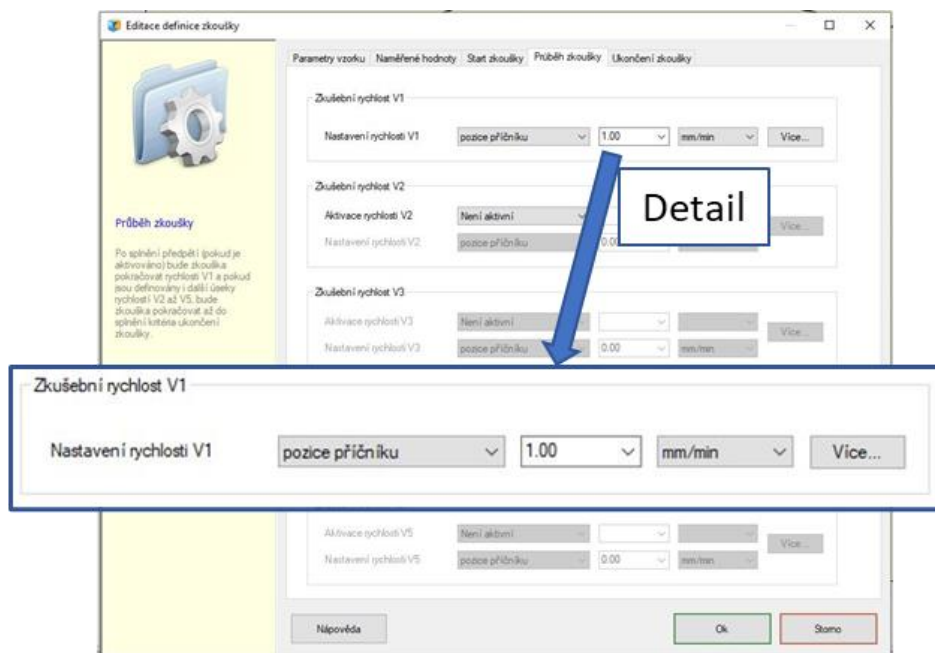 Editace definice zkoušky
Parametry vzorku Naměřené hodnoty Start zkoušky Průběh zkoušky Ukončení zkoušky
Zkušební rychlost V1
Nastavení rychlosti V1 pozice příčníku 1.00 mm/min Více...
Zkušební rychlost V2
Aktivace rychlosti V2 Není aktivní
Nastavení rychlosti V2 pozice příčníku 0.00 Více...
Detail
Průběh zkoušky
Po splnění předpětí (pokud je
aktivováno) bude zkouška
pokračovat rychlostí V1 a pokud
jsou definovány i další úseky
rychlostí V2 až V5, bude
zkouška pokračovat až do
splnění kritéria ukončení
zkoušky.
Zkušební rychlost V3
Aktivace rychlosti V3 Není aktivní
Nastavení rychlosti V3 pozice příčníku 0.00 mm/min Více...
Zkušební rychlost V1
Nastavení rychlosti V1 pozice příčníku 1.00 mm/min Více...
Aktivace rychlosti V5 Není aktivní
Nastavení rychlosti V5 pozice příčníku 0.00 mm/min Více...
Nápověda Ok Storno